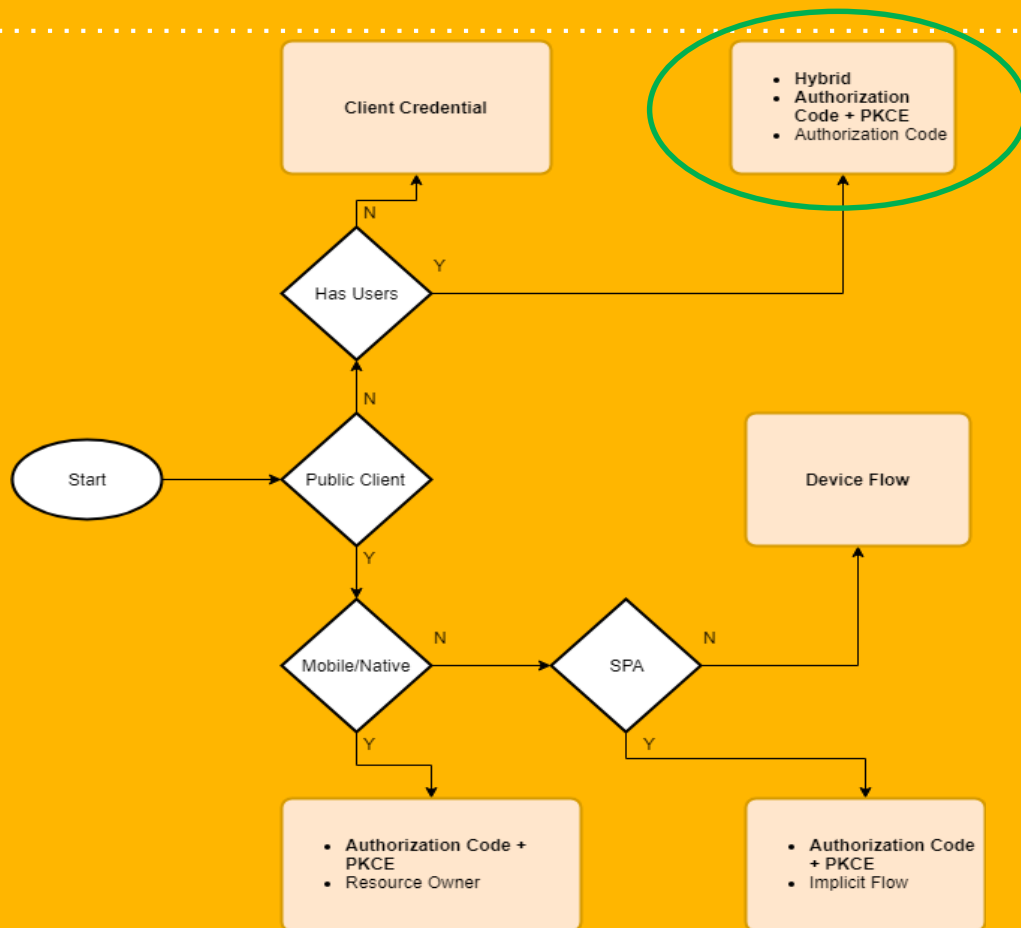 Client Credential
Hybrid
Authorization
Code + PKCE
Authorization Code
N
Has Users
Y
N
Start
Public Client
Device Flow
Y
Mobile/Native
N
SPA
N
Y
Y
Authorization Code +
PKCE
Resource Owner
Authorization Code
+ PKCE
Implicit Flow